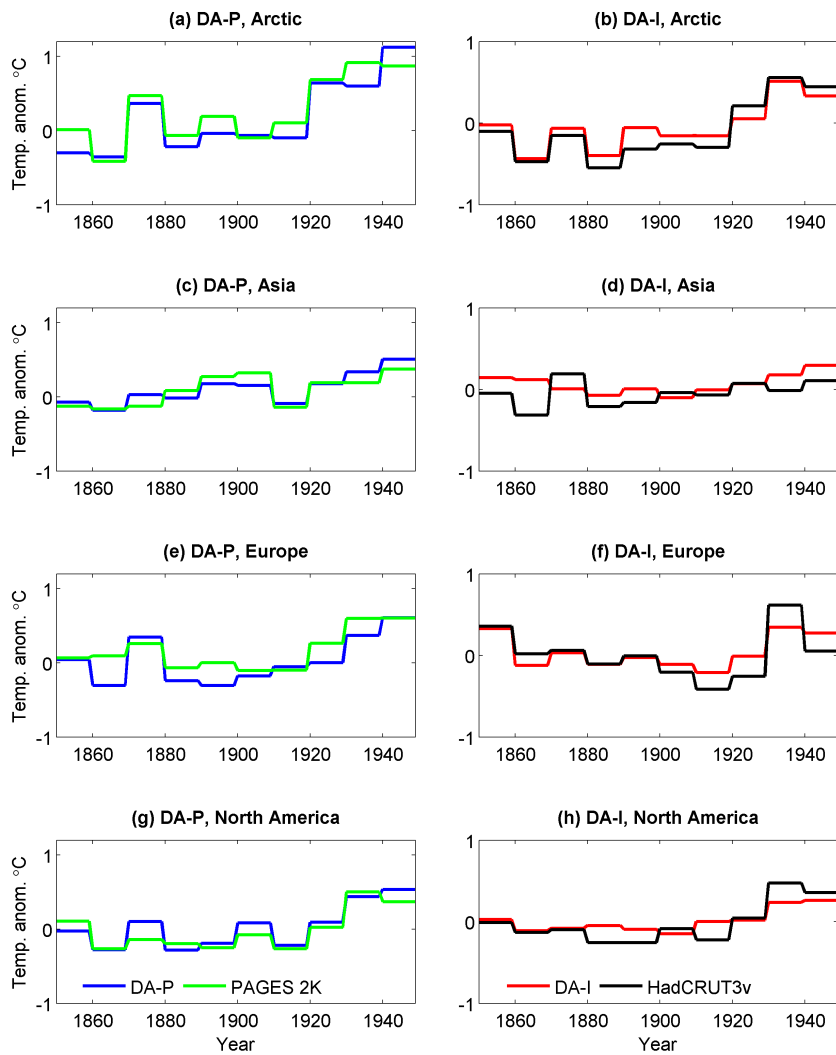 (a) DA-P, Arctic
Temp. anom. °C
1
0
-1
1860 1880 1900 1920 1940
(b) DA-I, Arctic
1
0
-1
1860 1880 1900 1920 1940
(c) DA-P, Asia
Temp. anom. °C
1
0
-1
1860 1880 1900 1920 1940
(d) DA-I, Asia
1
0
-1
1860 1880 1900 1920 1940
(e) DA-P, Europe
Temp. anom. °C
1
0
-1
1860 1880 1900 1920 1940
(f) DA-I, Europe
1
0
-1
1860 1880 1900 1920 1940
(g) DA-P, North America
Temp. anom. °C
1
0
-1
DA-P PAGES 2K
1860 1880 1900 1920 1940
Year
(h) DA-I, North America
1
0
-1
DA-I HadCRUT3v
1860 1880 1900 1920 1940
Year